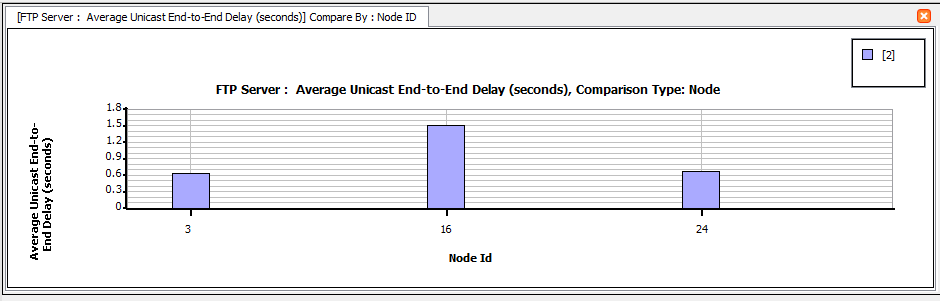 [FTP Server :  Average Unicast End-to-End Delay (seconds)] Compare By : Node ID
[2]
FTP Server :  Average Unicast End-to-End Delay (seconds), Comparison Type: Node
Average Unicast End-to-
End Delay (seconds)
1.8
1.5
1.2
0.9
0.6
0.3
0
3
16
24
Node Id